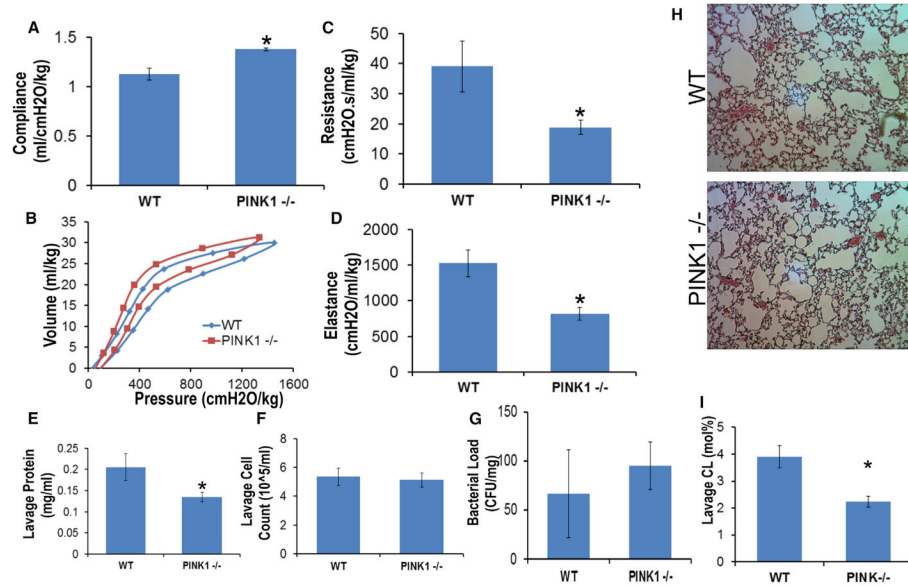 A
Compliance
(ml/cmH2O/kg)
1.5
1
0.5
0
*
WT
PINK1 -/-
C
Resistance
(cmH2O.s/ml/kg)
50
40
30
20
10
0
*
WT
PINK1 -/-
H
WT
PINK1 -/-
B
Volume (ml/kg)
35
30
25
20
15
10
5
0
WT
PINK1 -/-
0
400
800
1200
1600
Pressure (cmH2O/kg)
D
Elastance
(cmH2O/ml/kg)
2000
1500
1000
500
0
*
WT
PINK1 -/-
E
Lavage Protein
(mg/ml)
0.25
0.2
0.15
0.1
0.05
0
*
WT
PINK1 -/-
F
Lavage Cell
Count (10^5/ml)
8
6
4
2
0
WT
PINK1 -/-
G
Bacterial Load
(CFU/mg)
150
100
50
0
WT
PINK1 -/-
I
Lavage CL (mol%)
5
4
3
2
1
0
*
WT
PINK-/-